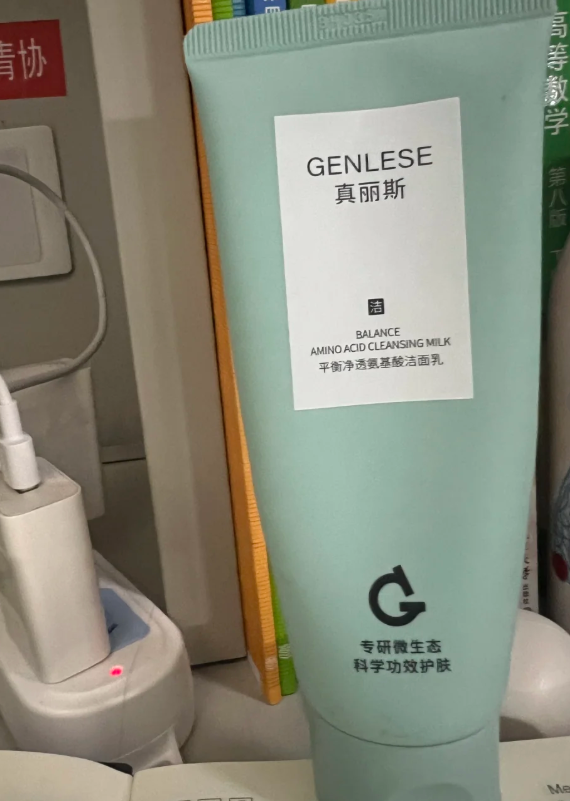 青协
高等数学
第八版
GENLESE
真丽斯
洁
BALANCE
AMINO ACID CLEANSING MILK
平衡净透氨基酸洁面乳
G
专研微生态
科学功效护肤
Me